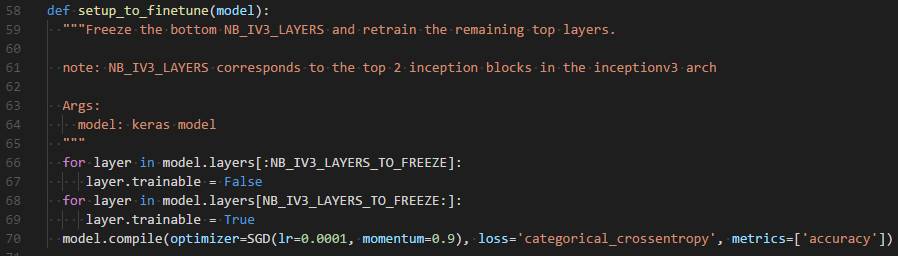 58 def setup_to_finetune(model):
59 """Freeze the bottom NB_IV3_LAYERS and retrain the remaining top layers.
60
61 note: NB_IV3_LAYERS corresponds to the top 2 inception blocks in the inceptionv3 arch
62
63 Args:
64 model: keras model
65 """
66 for layer in model.layers[:NB_IV3_LAYERS_TO_FREEZE]:
67 layer.trainable = False
68 for layer in model.layers[NB_IV3_LAYERS_TO_FREEZE:]:
69 layer.trainable = True
70 model.compile(optimizer=SGD(lr=0.0001, momentum=0.9), loss='categorical_crossentropy', metrics=['accuracy'])